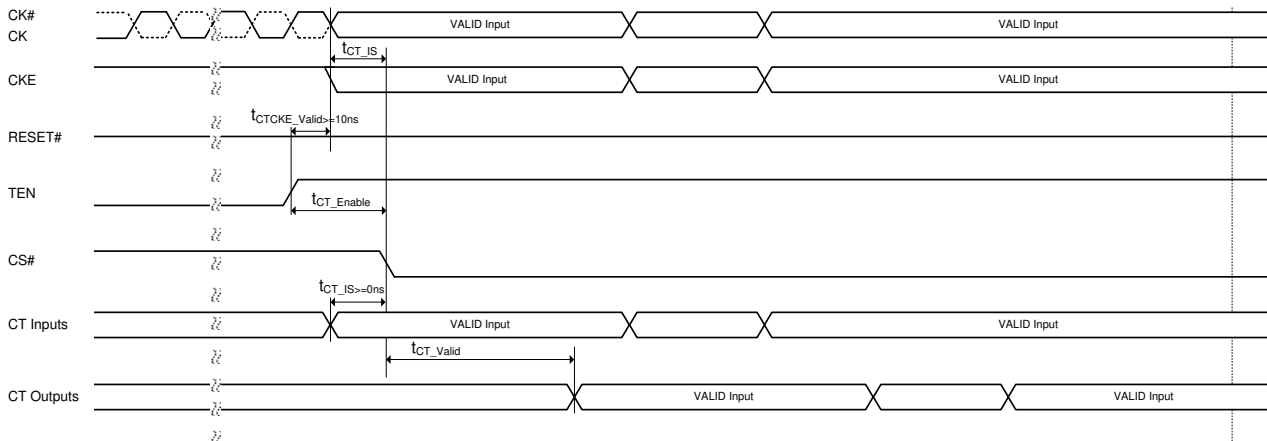 CK#
CK
VALID Input VALID Input
tCT_IS
CKE
VALID Input VALID Input
tCTCKE_Valid>=10ns
RESET#
TEN
tCT_Enable
CS#
tCT_IS>=0ns
CT Inputs
VALID Input VALID Input
tCT_Valid
CT Outputs
VALID Input VALID Input